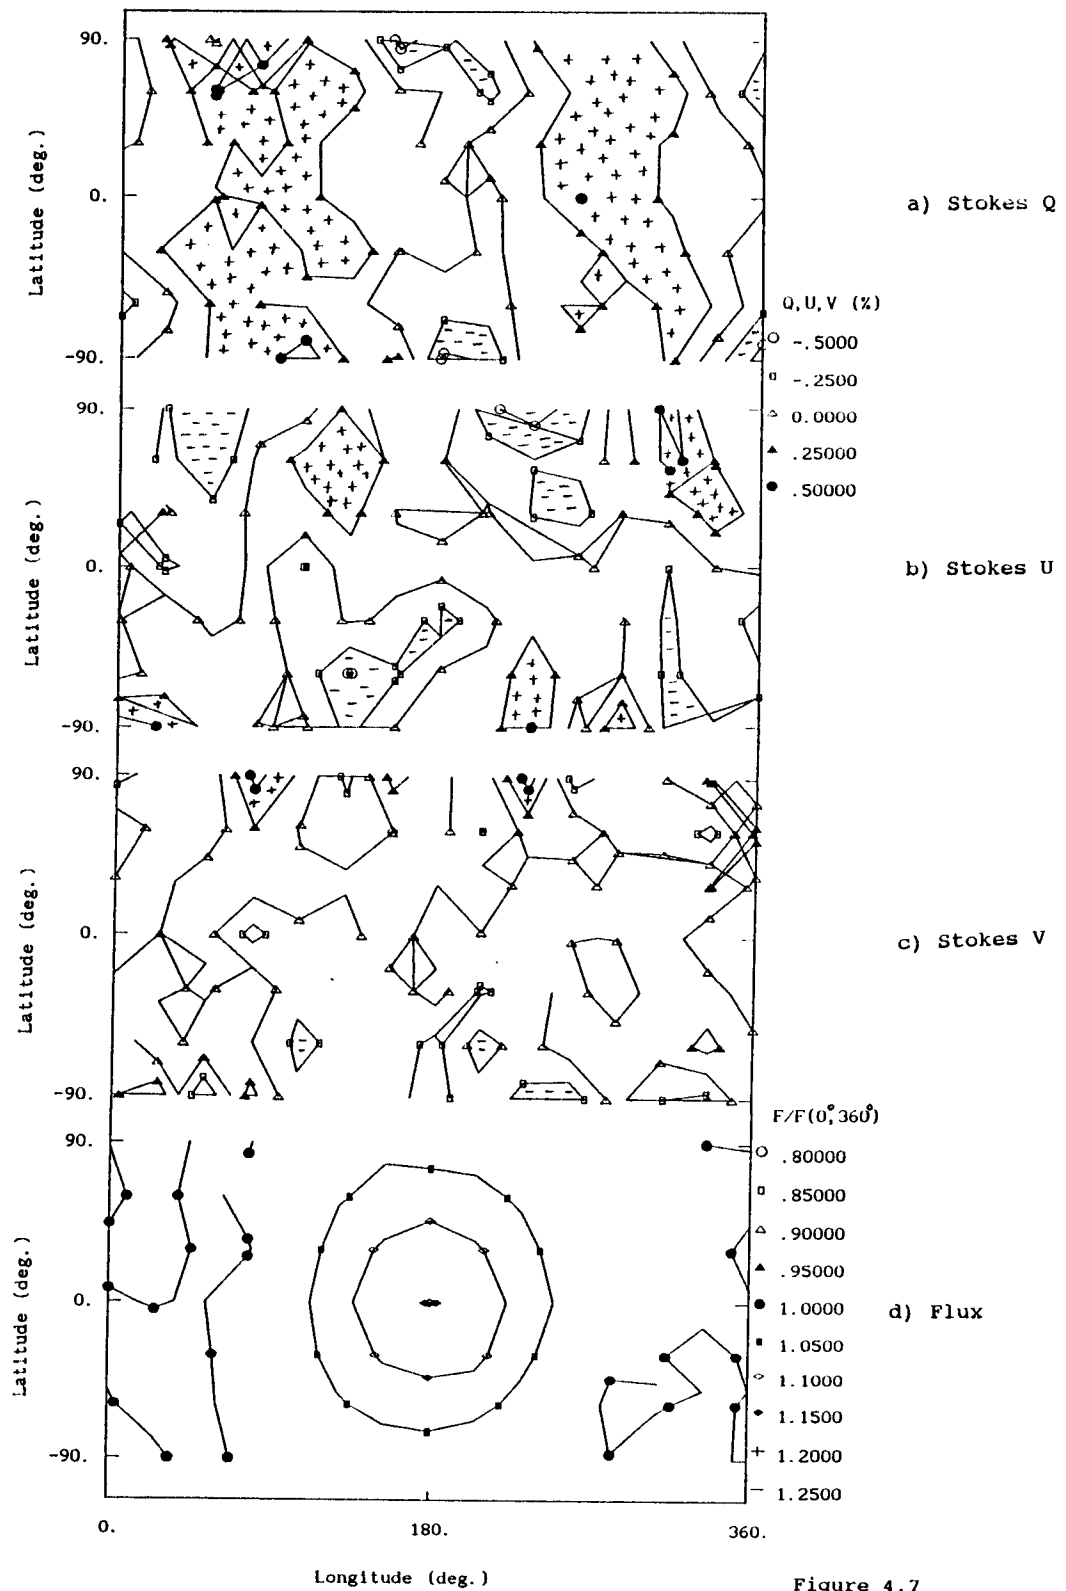 90.
0.
-90.
Latitude (deg.)
a) Stokes Q
Q,U,V (%)
-.5000
-.2500
0.0000
.25000
.50000
90.
0.
-90.
Latitude (deg.)
b) Stokes U
90.
0.
-90.
Latitude (deg.)
c) Stokes V
F/F(0°,360°)
.80000
.85000
.90000
.95000
1.0000
1.0500
1.1000
1.1500
1.2000
1.2500
90.
0.
-90.
Latitude (deg.)
d) Flux
0.
180.
360.
Longitude (deg.)
Figure 4.7